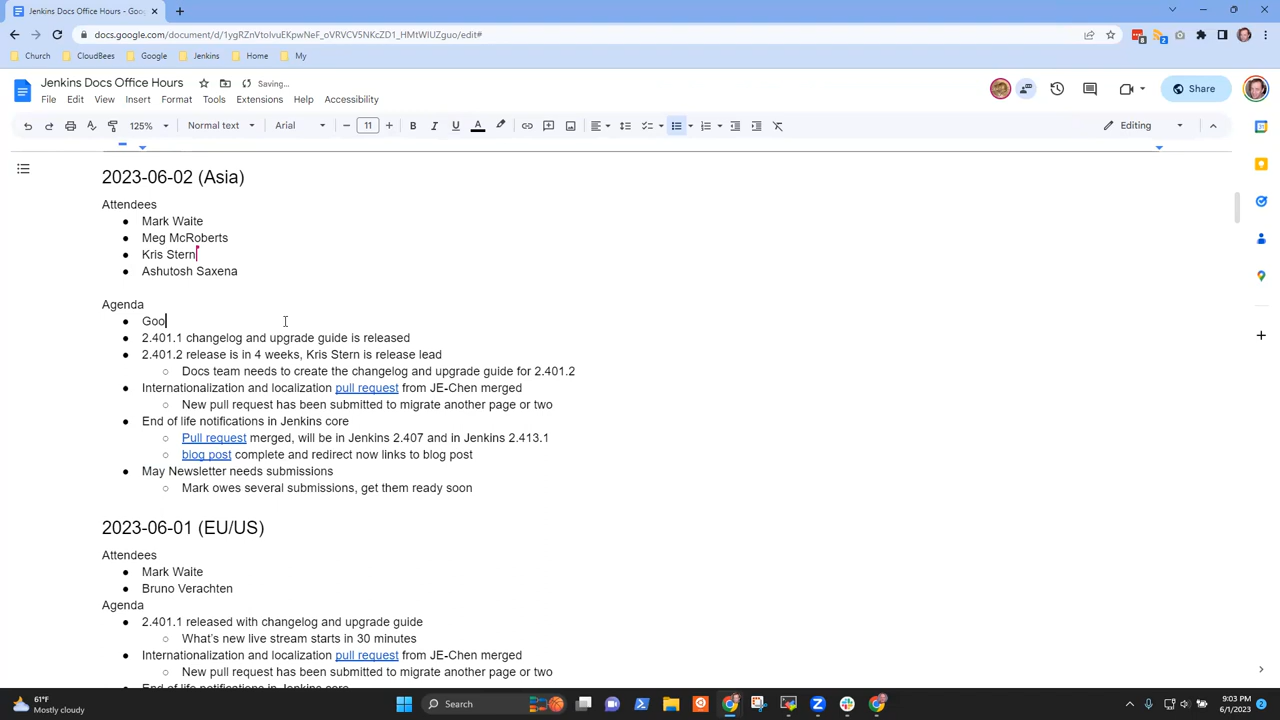 Jenkins Docs Office Hours - Goog
docs.google.com/document/d/1ygRZnVtoIvuEKpwNeF_oVRVCV5NKcZD1_HMtWIUZguo/edit#
Church CloudBees Google Jenkins Home My
Jenkins Docs Office Hours Saving...
File Edit View Insert Format Tools Extensions Help Accessibility
Share
125% Normal text Arial 11 Editing
2023-06-02 (Asia)
Attendees
Mark Waite
Meg McRoberts
Kris Stern
Ashutosh Saxena
Agenda
Goo
2.401.1 changelog and upgrade guide is released
2.401.2 release is in 4 weeks, Kris Stern is release lead
Docs team needs to create the changelog and upgrade guide for 2.401.2
Internationalization and localization pull request from JE-Chen merged
New pull request has been submitted to migrate another page or two
End of life notifications in Jenkins core
Pull request merged, will be in Jenkins 2.407 and in Jenkins 2.413.1
blog post complete and redirect now links to blog post
May Newsletter needs submissions
Mark owes several submissions, get them ready soon
2023-06-01 (EU/US)
Attendees
Mark Waite
Bruno Verachten
Agenda
2.401.1 released with changelog and upgrade guide
What's new live stream starts in 30 minutes
Internationalization and localization pull request from JE-Chen merged
New pull request has been submitted to migrate another page or two
End of life notifications in Jenkins core
61°F
Mostly cloudy
Search
9:03 PM
6/1/2023